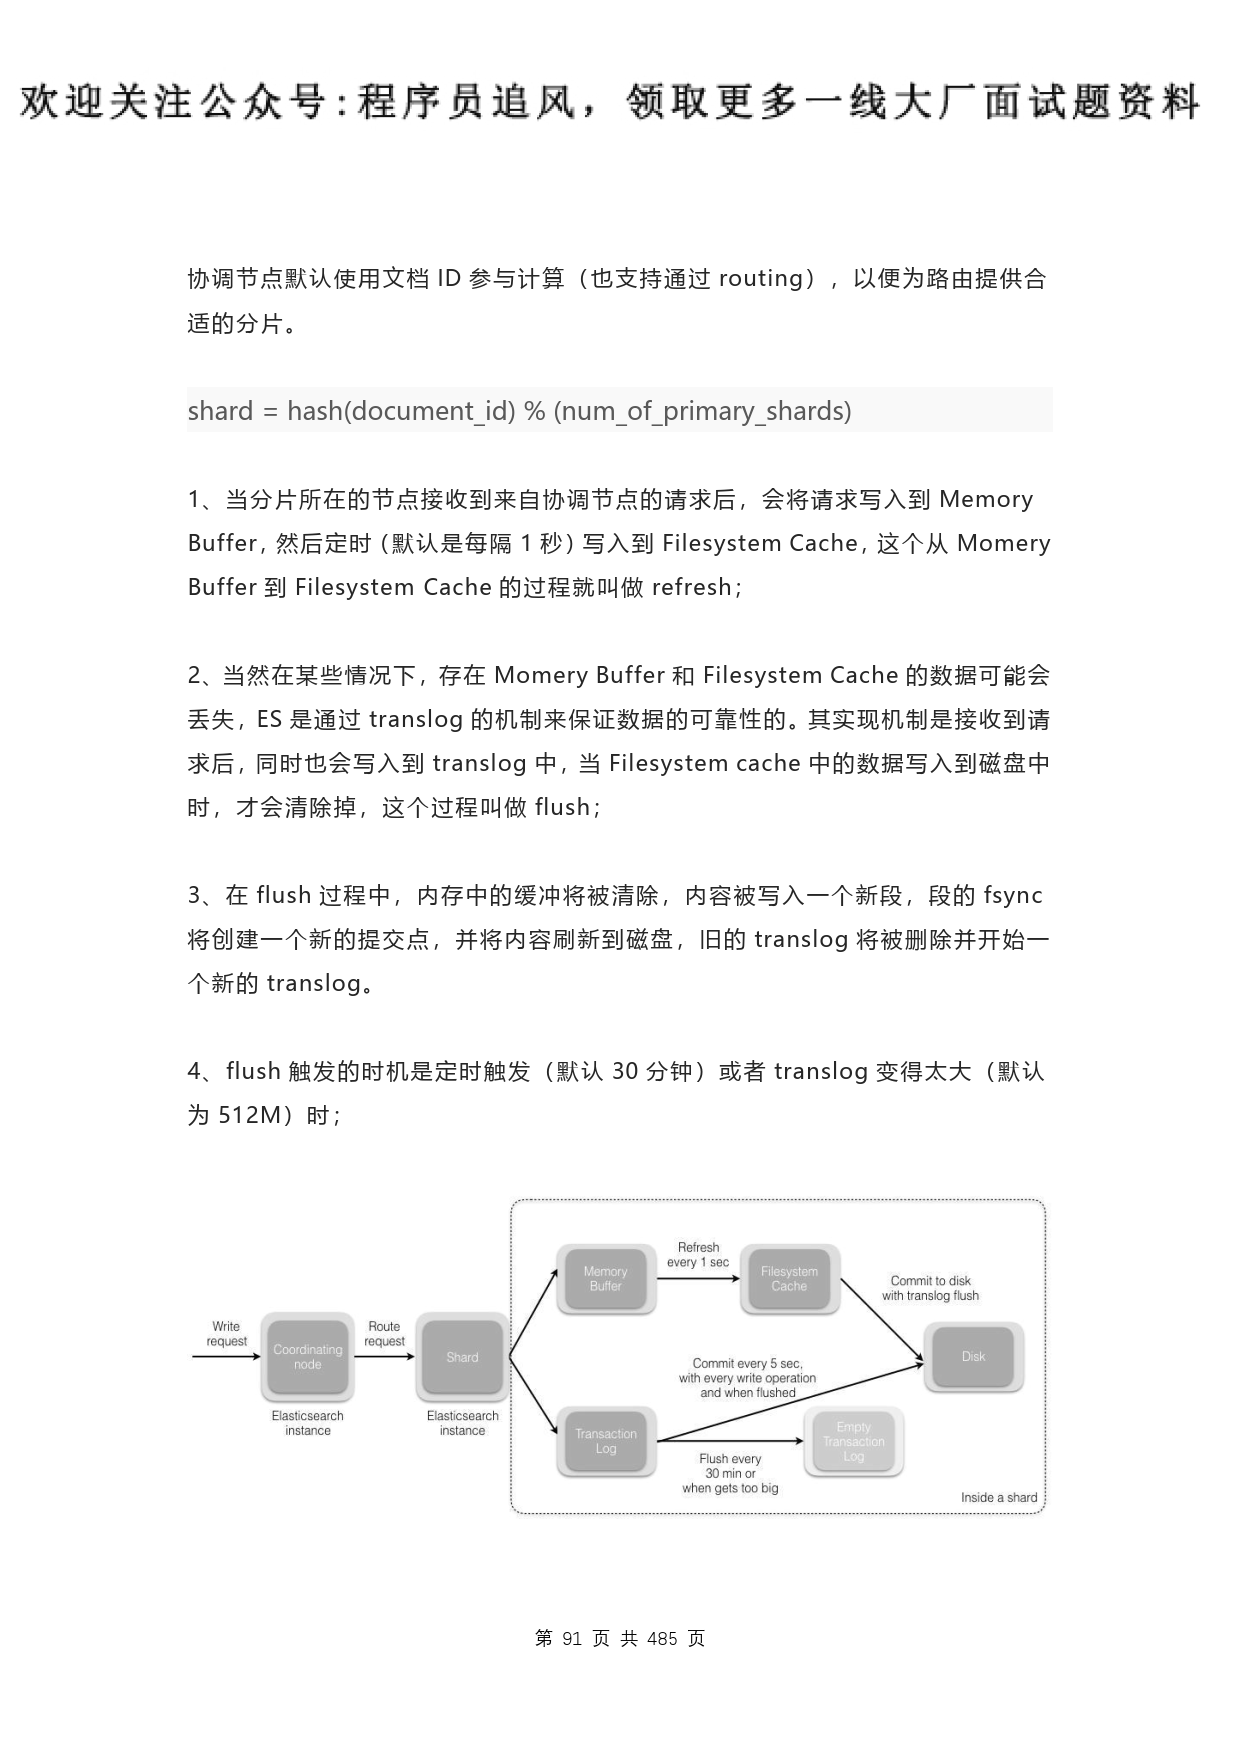 欢迎关注公众号:程序员追风，领取更多一线大厂面试题资料
协调节点默认使用文档 ID 参与计算（也支持通过 routing），以便为路由提供合
适的分片。
shard = hash(document_id) % (num_of_primary_shards)
1、当分片所在的节点接收到来自协调节点的请求后，会将请求写入到 Memory
Buffer，然后定时（默认是每隔 1 秒）写入到 Filesystem Cache，这个从 Momery
Buffer 到 Filesystem Cache 的过程就叫做 refresh；
2、当然在某些情况下，存在 Momery Buffer 和 Filesystem Cache 的数据可能会
丢失，ES 是通过 translog 的机制来保证数据的可靠性的。其实现机制是接收到请
求后，同时也会写入到 translog 中，当 Filesystem cache 中的数据写入到磁盘中
时，才会清除掉，这个过程叫做 flush；
3、在 flush 过程中，内存中的缓冲将被清除，内容被写入一个新段，段的 fsync
将创建一个新的提交点，并将内容刷新到磁盘，旧的 translog 将被删除并开始一
个新的 translog。
4、flush 触发的时机是定时触发（默认 30 分钟）或者 translog 变得太大（默认
为 512M）时；
Write
request
Coordinating
node
Elasticsearch
instance
Route
request
Shard
Elasticsearch
instance
Memory
Buffer
Refresh
every 1 sec
Filesystem
Cache
Commit to disk
with translog flush
Disk
Commit every 5 sec,
with every write operation
and when flushed
Transaction
Log
Flush every
30 min or
when gets too big
Empty
Transaction
Log
Inside a shard
第 91 页 共 485 页